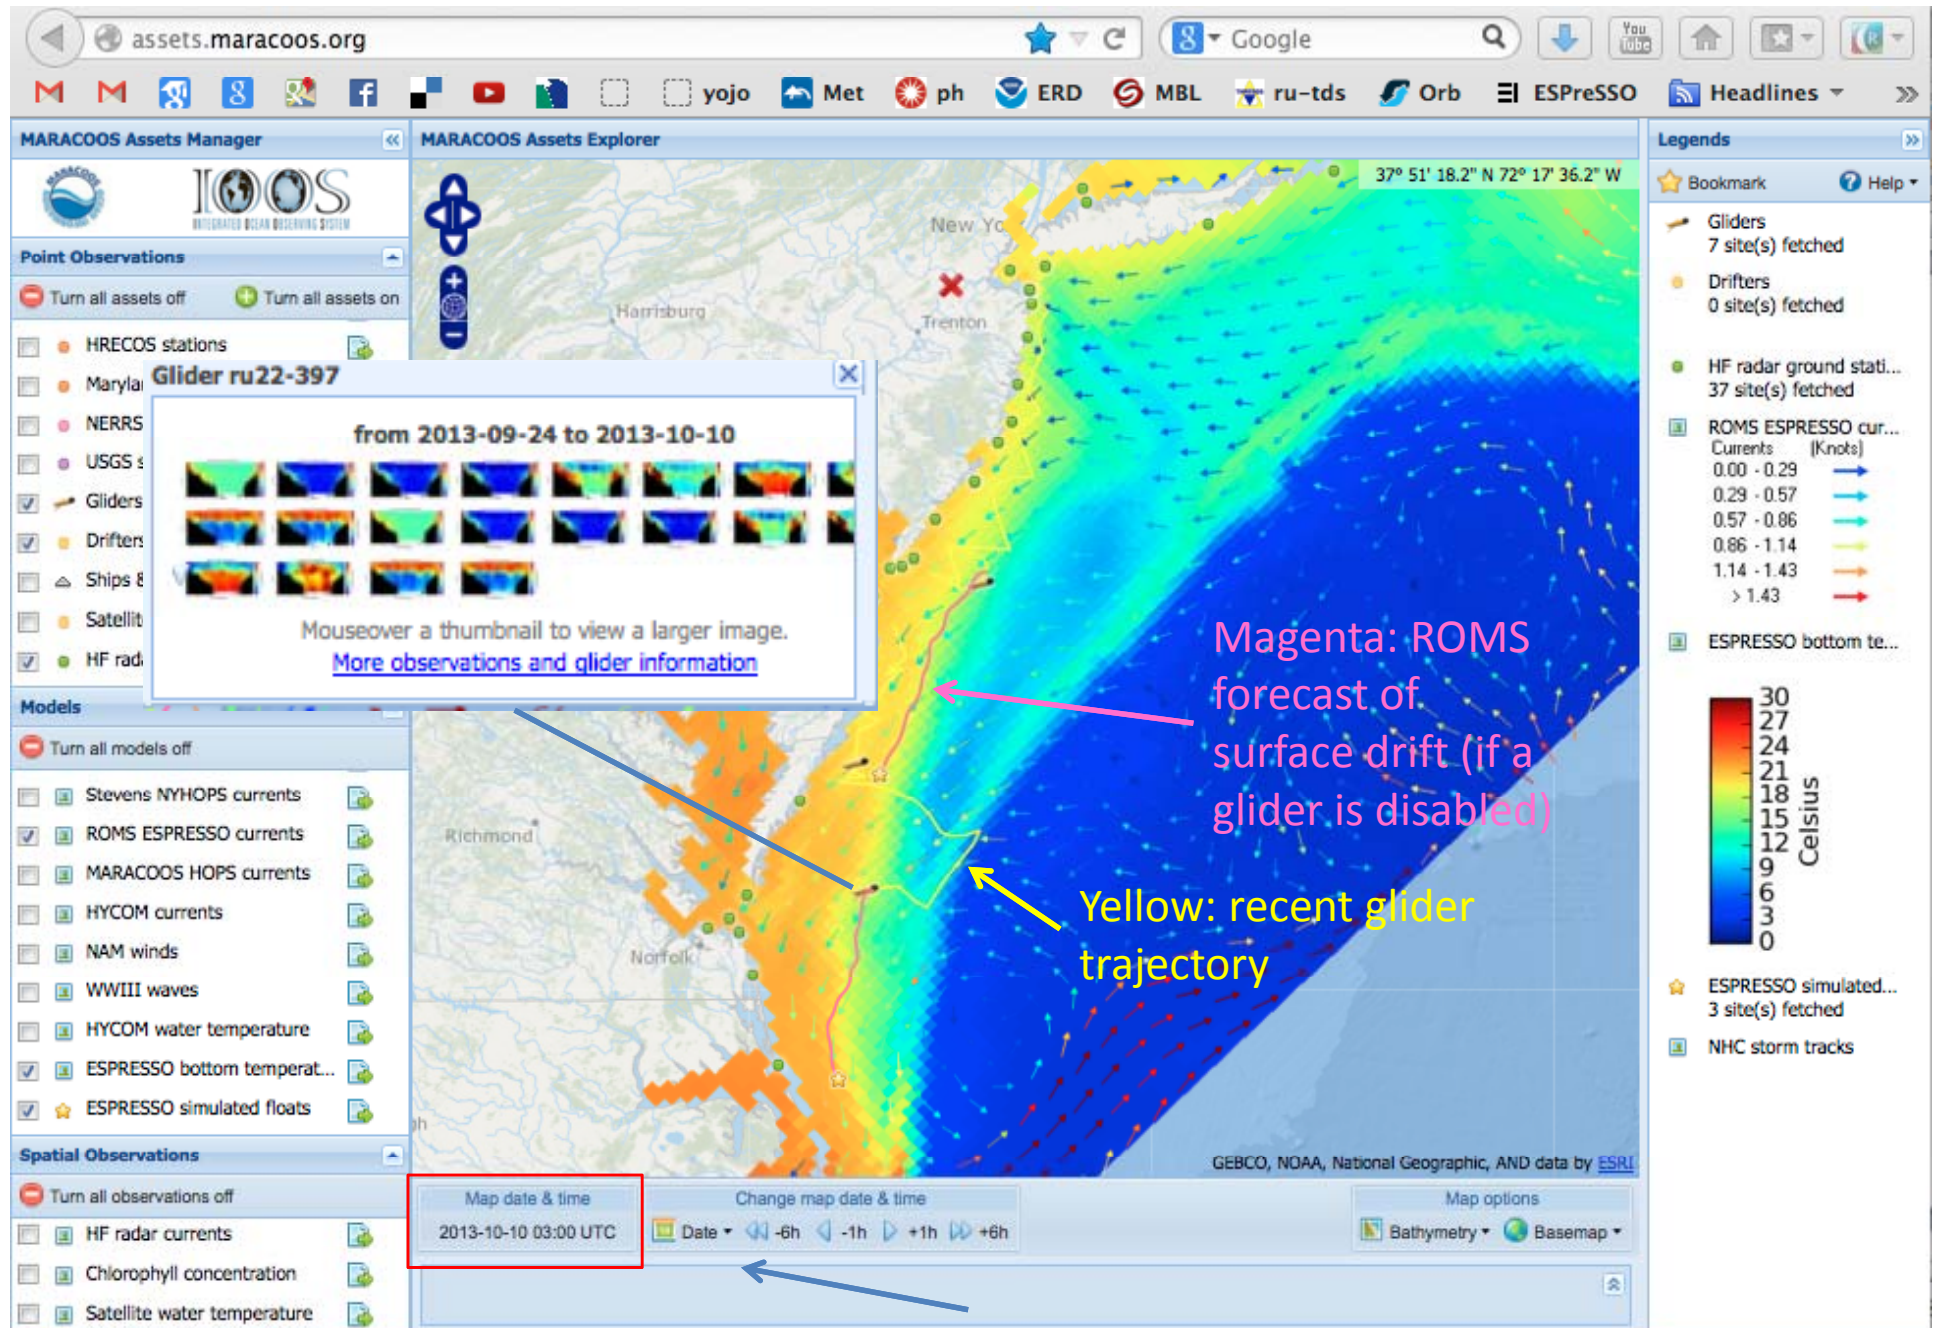 assets.maracoos.org
Google
You
Tube
yojo
Met
ph
ERD
MBL
ru-tds
Orb
ESPreSSO
Headlines
MARACOOS Assets Manager
MARACOOS
IOOS
INTEGRATED OCEAN OBSERVING SYSTEM
Point Observations
Turn all assets off
Turn all assets on
HRECOS stations
Maryla
NERRS
USGS s
Gliders
Drifters
Ships &
Satellit
HF rad
Models
Turn all models off
Stevens NYHOPS currents
ROMS ESPRESSO currents
MARACOOS HOPS currents
HYCOM currents
NAM winds
WWIII waves
HYCOM water temperature
ESPRESSO bottom temperat...
ESPRESSO simulated floats
Spatial Observations
Turn all observations off
HF radar currents
Chlorophyll concentration
Satellite water temperature
Glider ru22-397
from 2013-09-24 to 2013-10-10
Mouseover a thumbnail to view a larger image.
More observations and glider information
MARACOOS Assets Explorer
37° 51' 18.2" N 72° 17' 36.2" W
New Yo
Harrisburg
Trenton
Richmond
Norfolk
Magenta: ROMS
forecast of
surface drift (if a
glider is disabled)
Yellow: recent glider
trajectory
GEBCO, NOAA, National Geographic, AND data by ESRI
Map date & time
2013-10-10 03:00 UTC
Change map date & time
Date -6h -1h +1h +6h
Map options
Bathymetry
Basemap
Legends
Bookmark
Help
Gliders
7 site(s) fetched
Drifters
0 site(s) fetched
HF radar ground stati...
37 site(s) fetched
ROMS ESPRESSO cur...
Currents (Knots)
0.00 - 0.29
0.29 - 0.57
0.57 - 0.86
0.86 - 1.14
1.14 - 1.43
> 1.43
ESPRESSO bottom te...
30
27
24
21
18
15
12
9
6
3
0
Celsius
ESPRESSO simulated...
3 site(s) fetched
NHC storm tracks